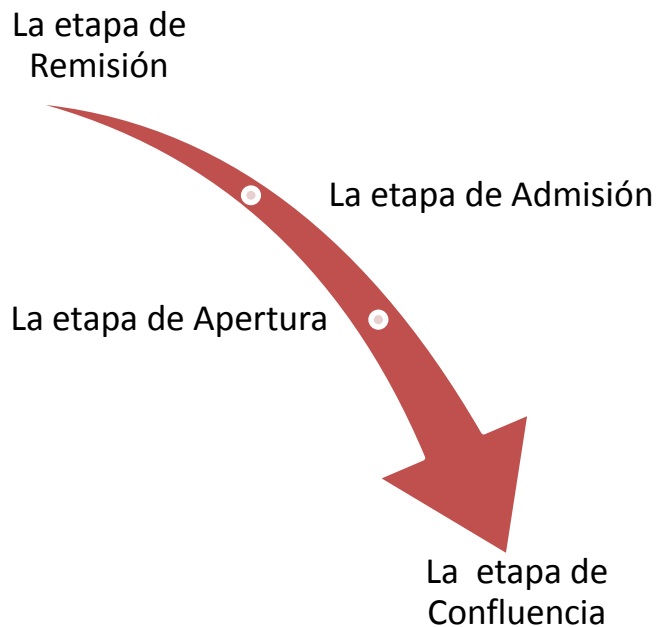 La etapa de
Remisión
La etapa de Admisión
La etapa de Apertura
La  etapa de
Confluencia